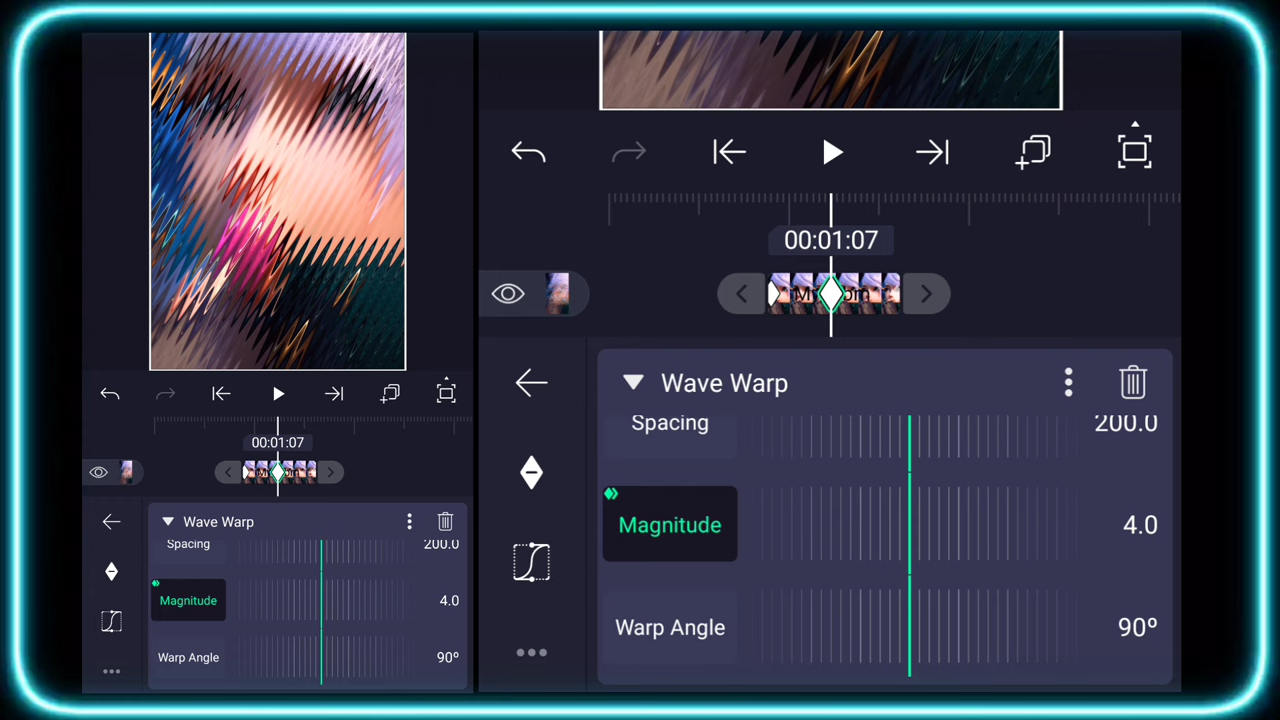 00:01:07
Wave Warp
Spacing 200.0
Magnitude 4.0
Warp Angle 90º
00:01:07
Wave Warp
Spacing 200.0
Magnitude 4.0
Warp Angle 90º